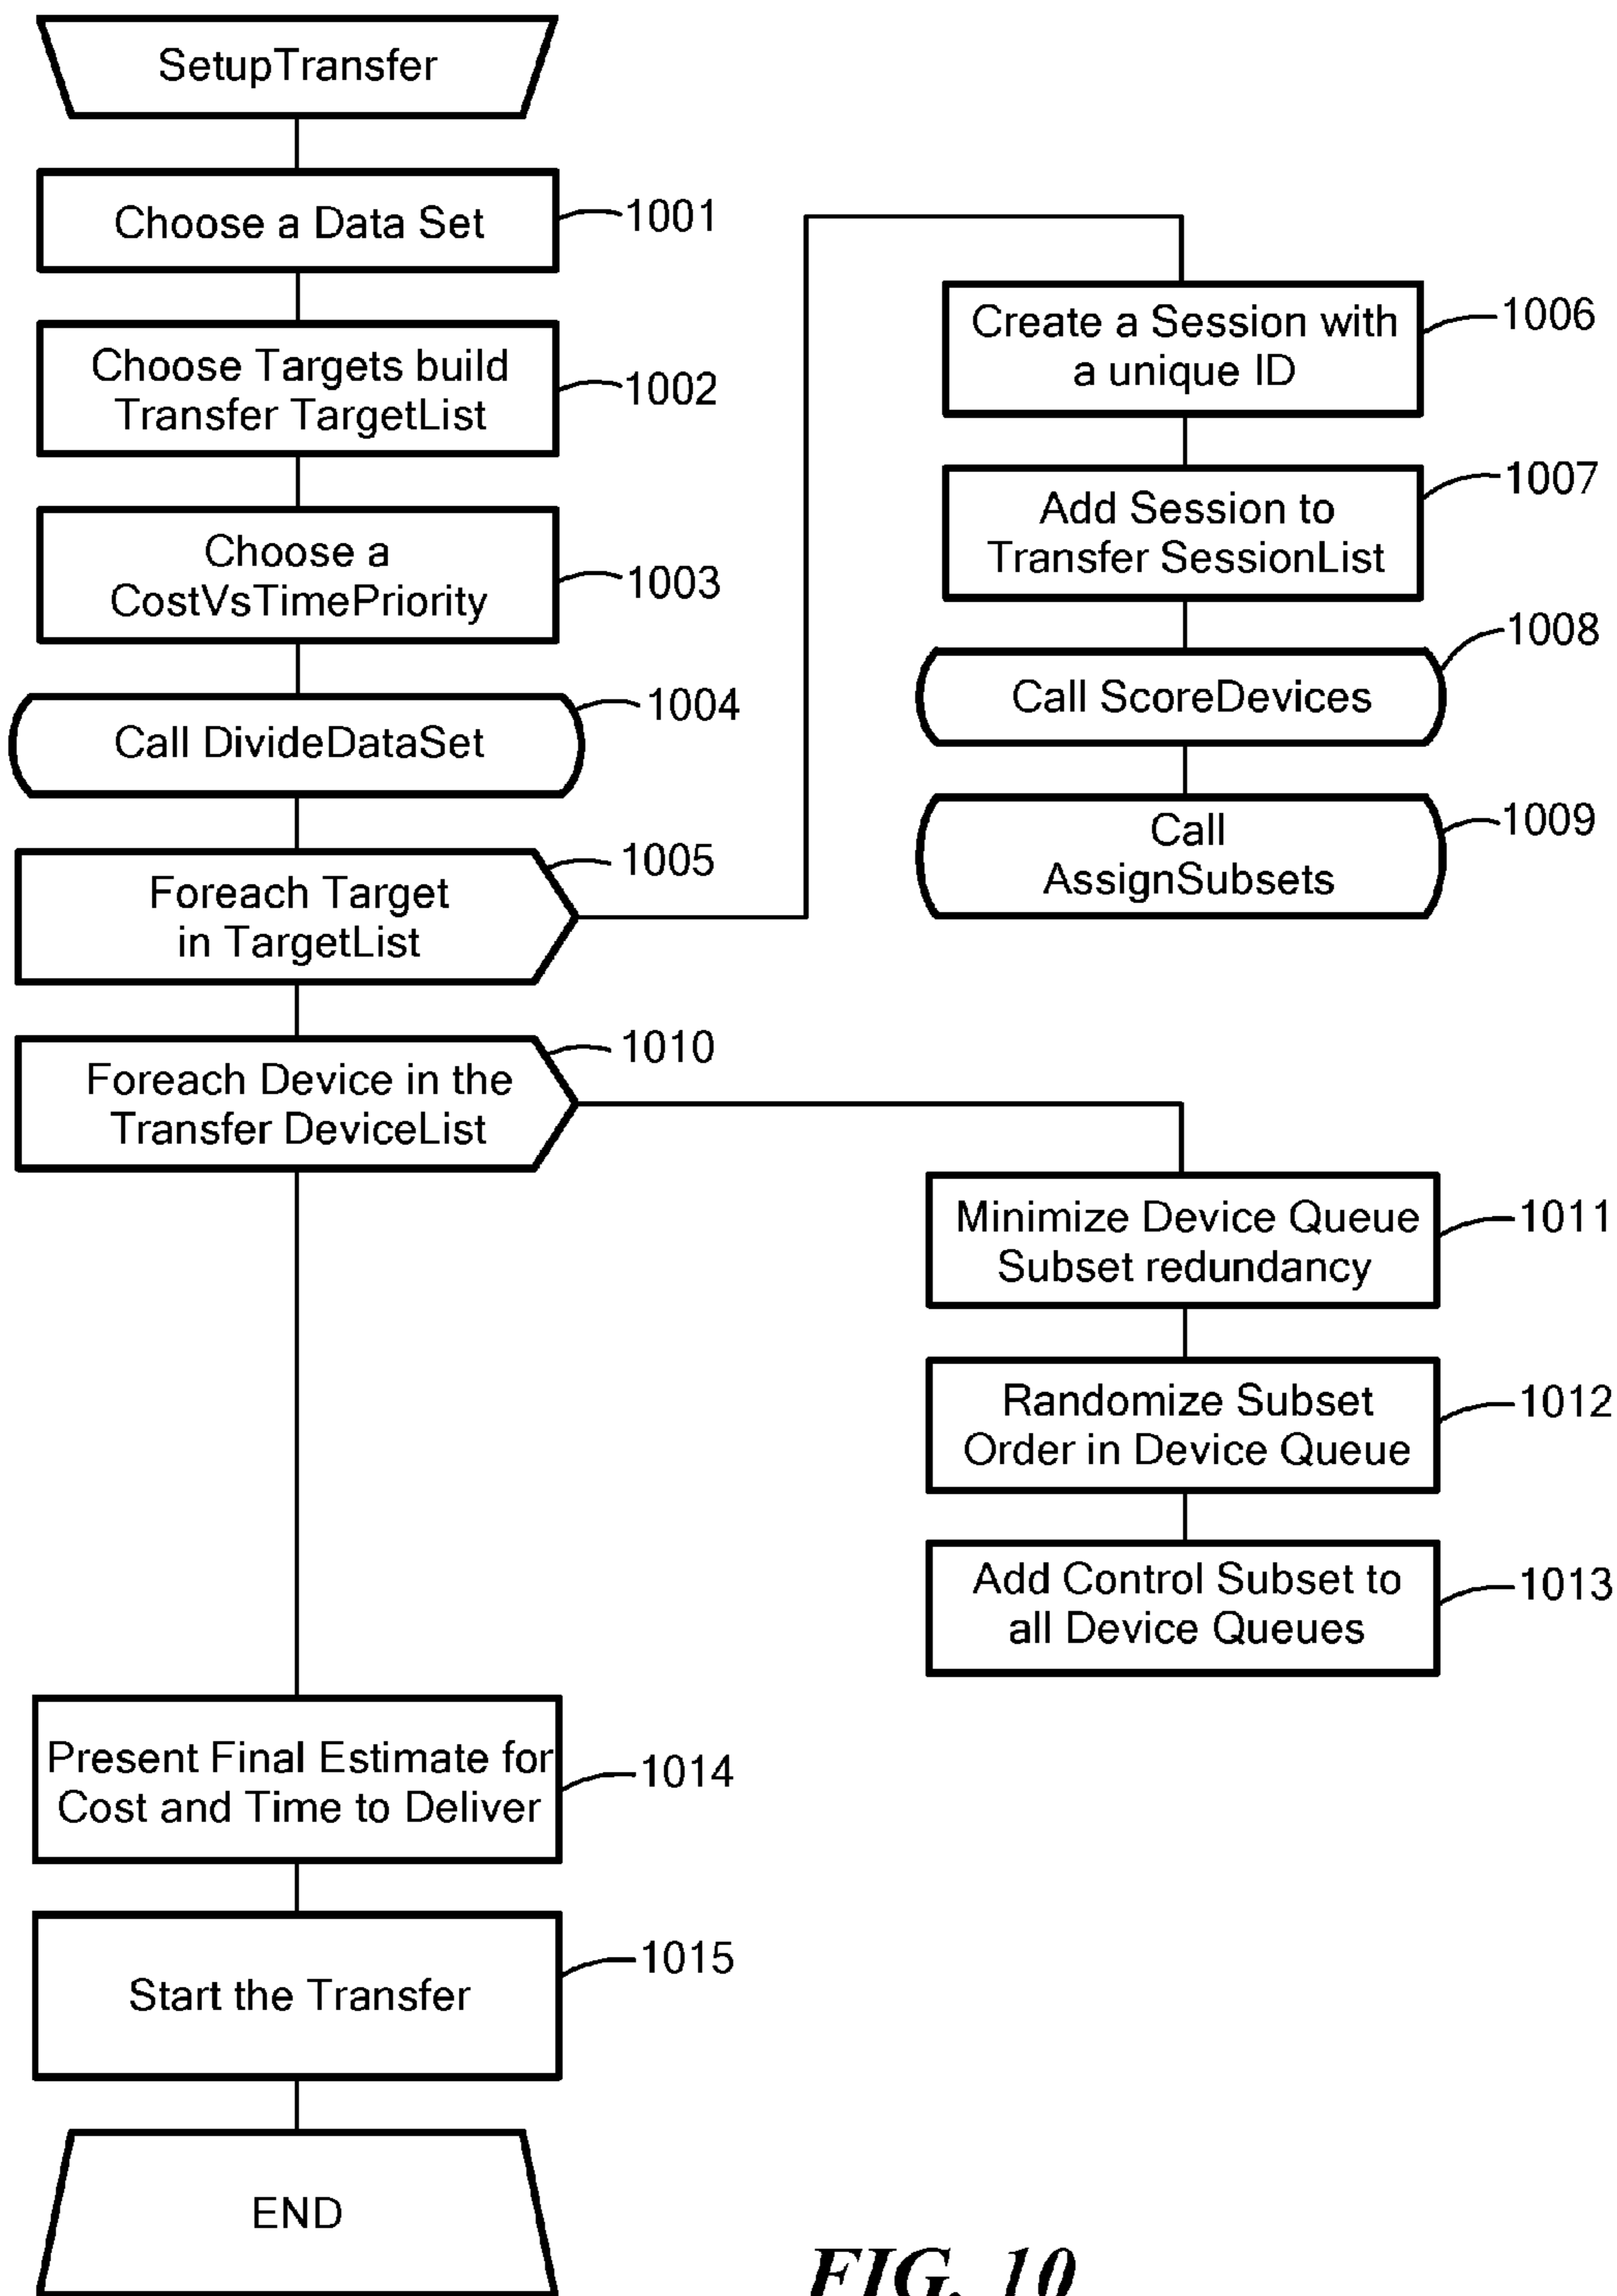 SetupTransfer
Choose a Data Set
1001
Choose Targets build
Transfer TargetList
1002
Choose a
CostVsTimePriority
1003
Call DivideDataSet
1004
Foreach Target
in TargetList
1005
Create a Session with
a unique ID
1006
Add Session to
Transfer SessionList
1007
Call ScoreDevices
1008
Call
AssignSubsets
1009
Foreach Device in the
Transfer DeviceList
1010
Minimize Device Queue
Subset redundancy
1011
Randomize Subset
Order in Device Queue
1012
Add Control Subset to
all Device Queues
1013
Present Final Estimate for
Cost and Time to Deliver
1014
Start the Transfer
1015
END
FIG. 10